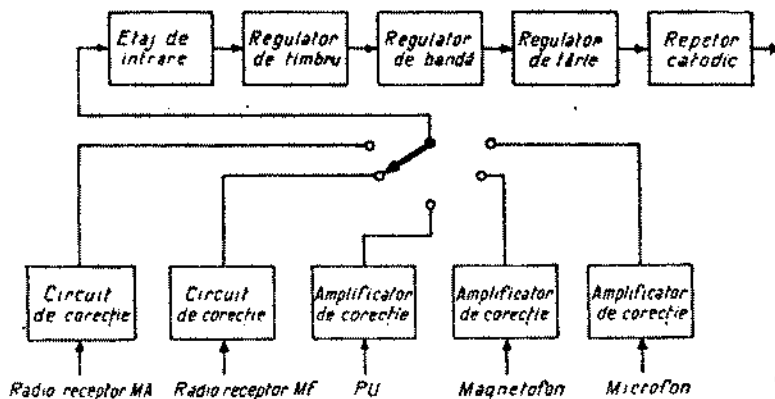 Etaj de intrare
Regulator de timbru
Regulator de bandă
Regulator de tărie
Repetor catodic
Circuit de corecție
Circuit de corecție
Amplificator de corecție
Amplificator de corecție
Amplificator de corecție
Radio receptor MA
Radio receptor MF
PU
Magnetofon
Microfon